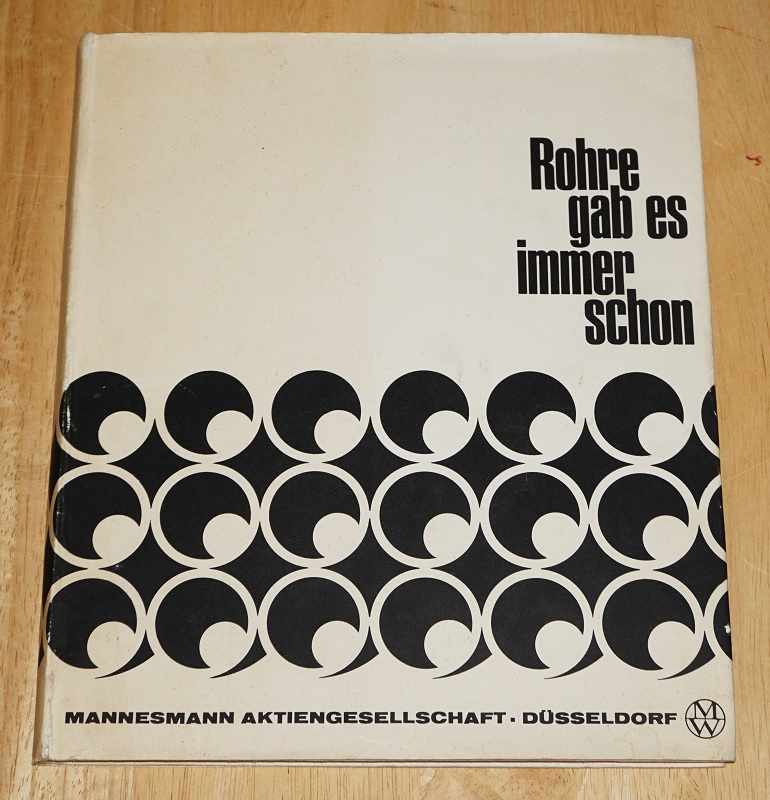 Rohre
gab es
immer
schon
MANNESMANN AKTIENGESELLSCHAFT · DÜSSELDORF
M
W